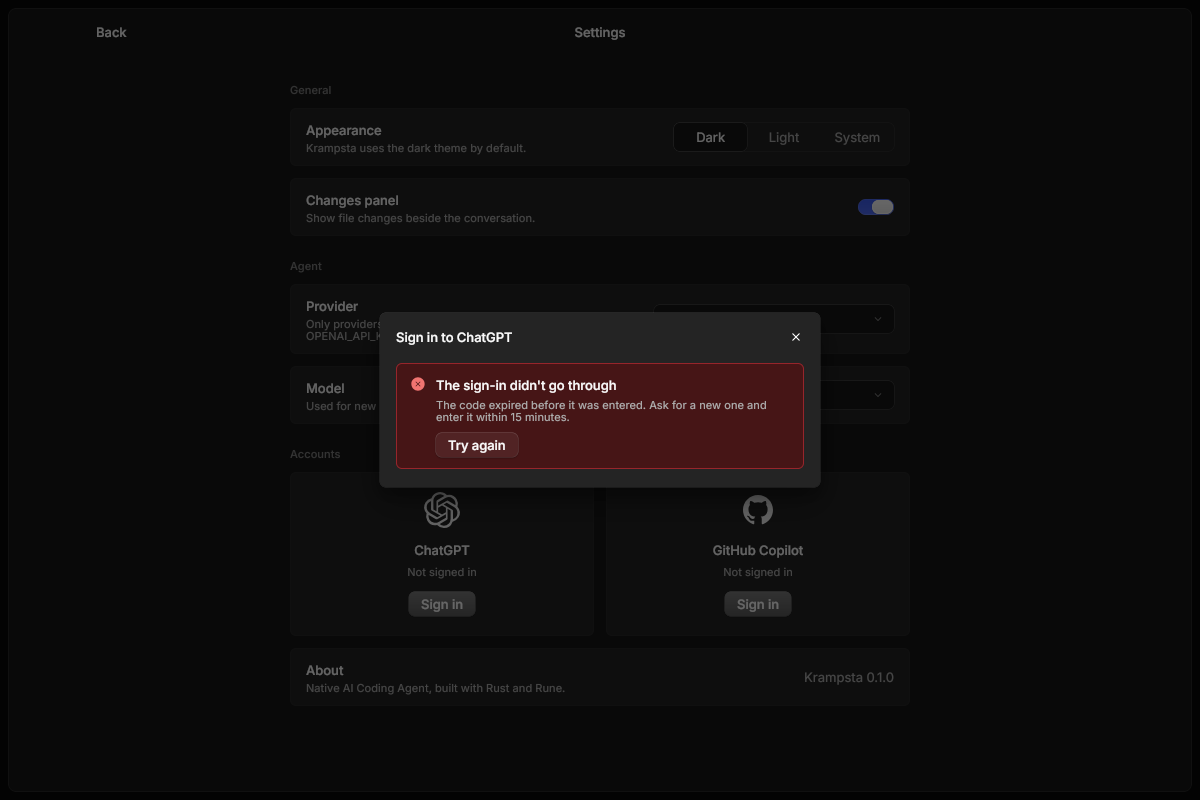 Back
Settings
General
Appearance
Krampsta uses the dark theme by default.
Dark
Light
System
Changes panel
Show file changes beside the conversation.
Agent
Provider
Only providers
OPENAI_API_K
Sign in to ChatGPT
The sign-in didn't go through
The code expired before it was entered. Ask for a new one and
enter it within 15 minutes.
Try again
Model
Used for new
Accounts
ChatGPT
Not signed in
Sign in
GitHub Copilot
Not signed in
Sign in
About
Native AI Coding Agent, built with Rust and Rune.
Krampsta 0.1.0